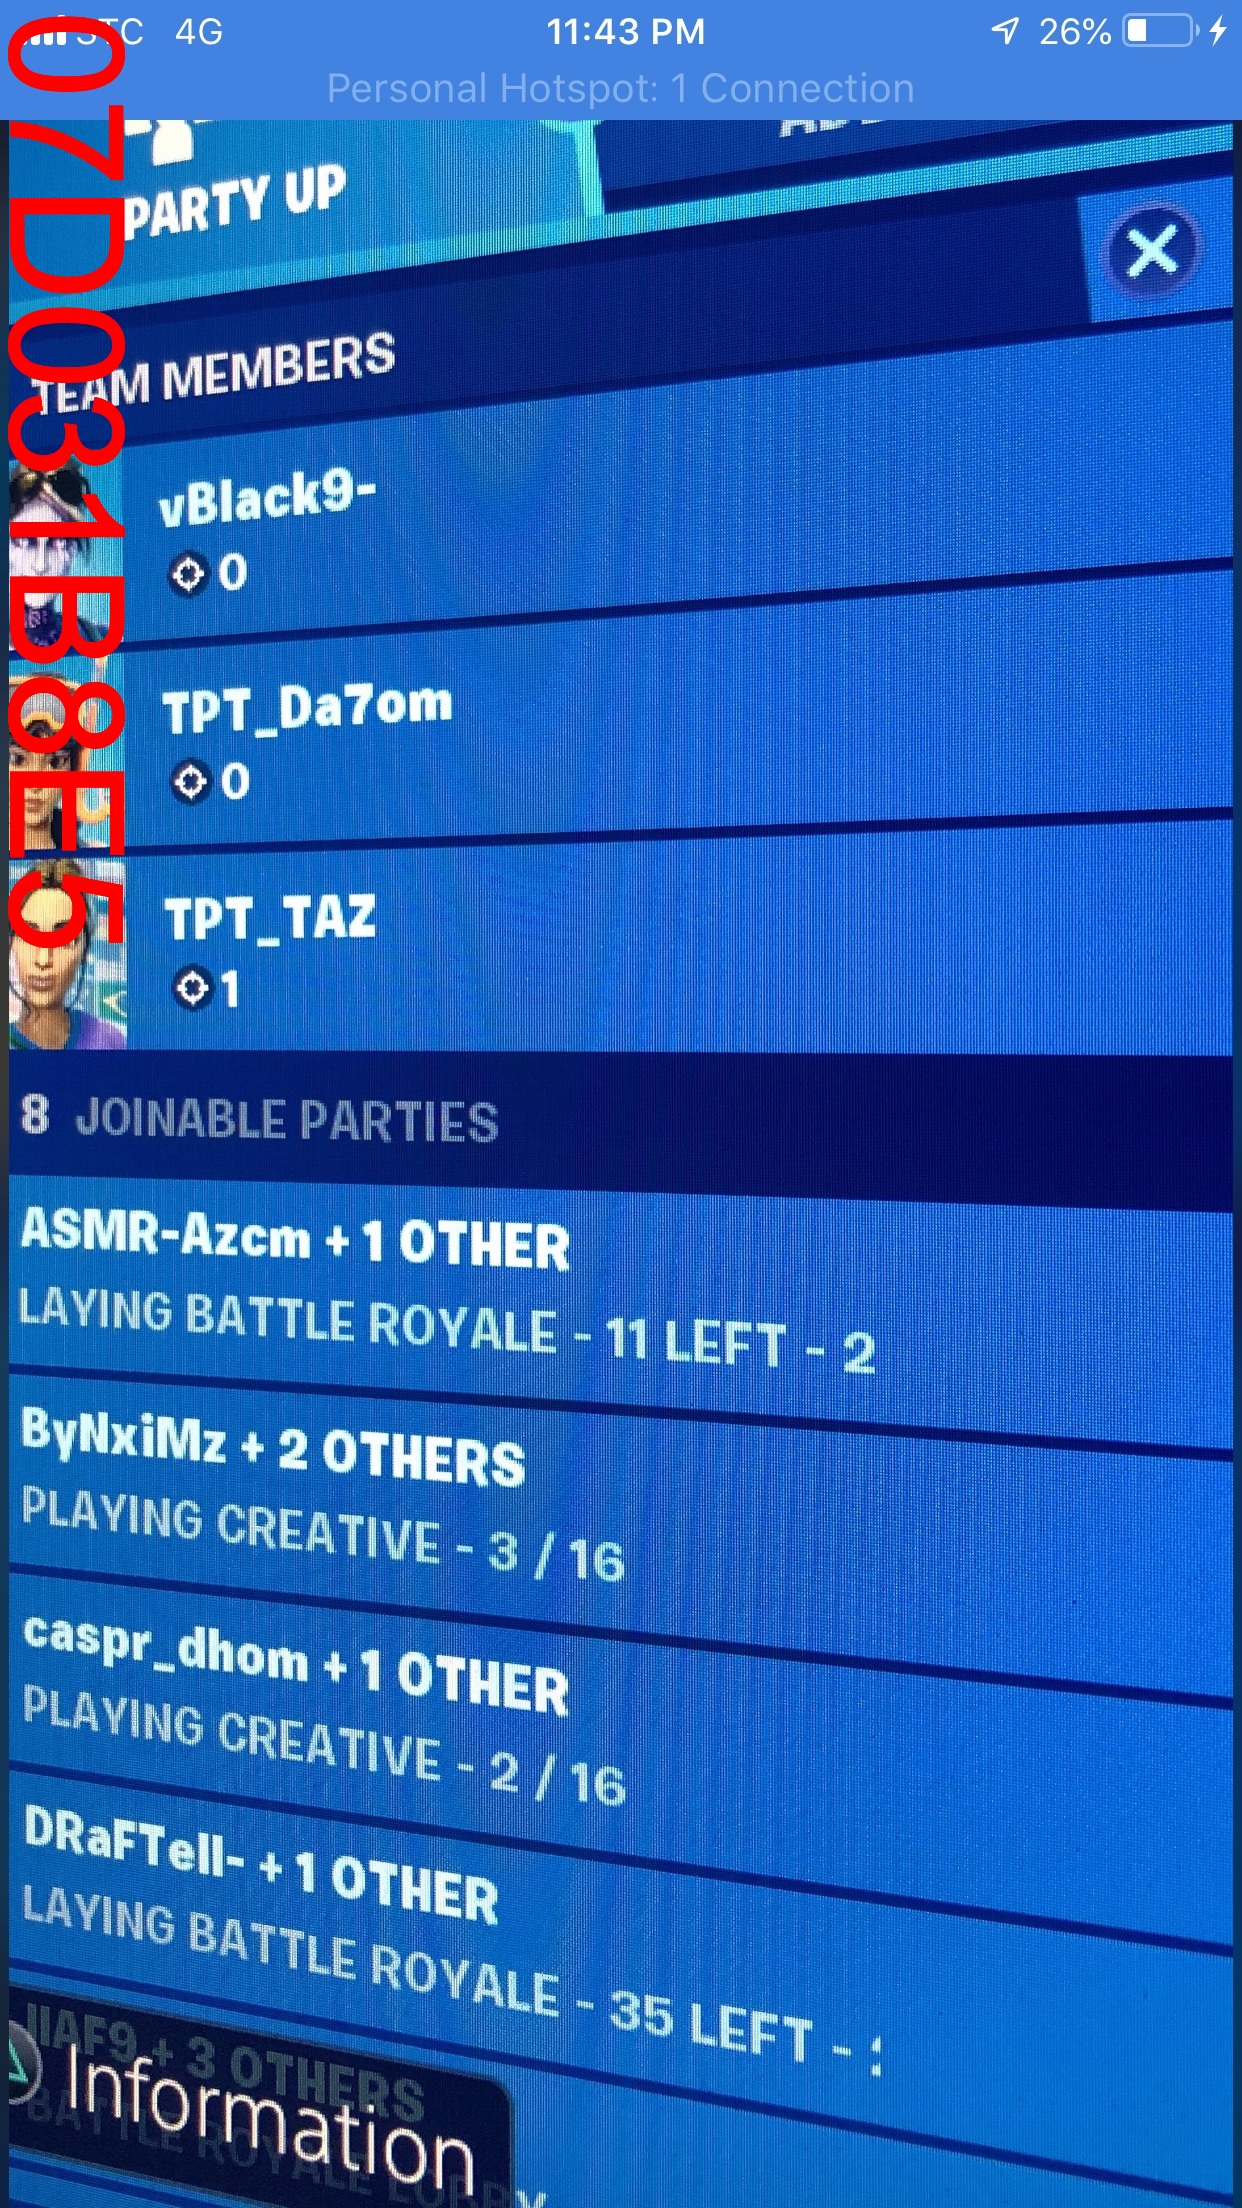 STC 4G 11:43 PM 26%
Personal Hotspot: 1 Connection
07D031B8E5
PARTY UP
TEAM MEMBERS
vBlack9-
0
TPT_Da7om
0
TPT_TAZ
1
8 JOINABLE PARTIES
ASMR-Azcm + 1 OTHER
LAYING BATTLE ROYALE - 11 LEFT - 2
ByNxiMz + 2 OTHERS
PLAYING CREATIVE - 3 / 16
caspr_dhom + 1 OTHER
PLAYING CREATIVE - 2 / 16
DRaFTell- + 1 OTHER
LAYING BATTLE ROYALE - 35 LEFT -
+ 3 OTHERS
BATTLE ROYALE LOBBY
Information